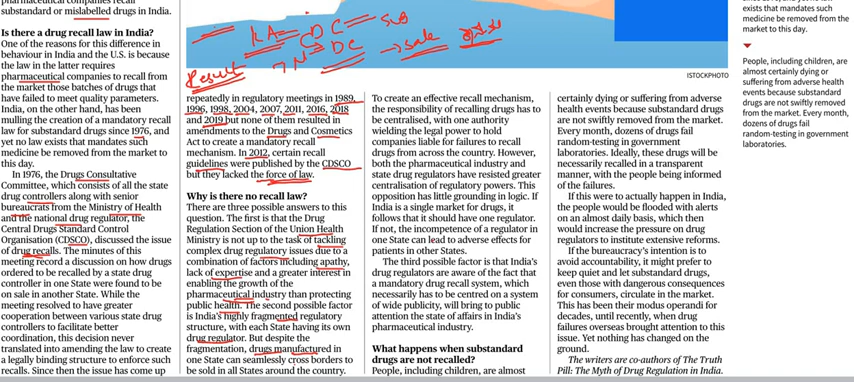 pharmaceutical companies recall
substandard or mislabelled drugs in India.
Is there a drug recall law in India?
One of the reasons for this difference in
behaviour in India and the U.S. is because
the law in the latter requires
pharmaceutical companies to recall from
the market those batches of drugs that
have failed to meet quality parameters.
India, on the other hand, has been
mulling the creation of a mandatory recall
law for substandard drugs since 1976, and
yet no law exists that mandates such
medicine be removed from the market to
this day.
In 1976, the Drugs Consultative
Committee, which consists of all the state
drug controllers along with senior
bureaucrats from the Ministry of Health
and the national drug regulator, the
Central Drugs Standard Control
Organisation (CDSCO), discussed the issue
of drug recalls. The minutes of this
meeting record a discussion on how drugs
ordered to be recalled by a state drug
controller in one State were found to be
on sale in another State. While the
meeting resolved to have greater
cooperation between various state drug
controllers to facilitate better
coordination, this decision never
translated into amending the law to create
a legally binding structure to enforce such
recalls. Since then the issue has come up
KA CDC Sub
N DC → sale
Result
ISTOCKPHOTO
repeatedly in regulatory meetings in 1989,
1996, 1998, 2004, 2007, 2011, 2016, 2018
and 2019 but none of them resulted in
amendments to the Drugs and Cosmetics
Act to create a mandatory recall
mechanism. In 2012, certain recall
guidelines were published by the CDSCO
but they lacked the force of law.
Why is there no recall law?
There are three possible answers to this
question. The first is that the Drug
Regulation Section of the Union Health
Ministry is not up to the task of tackling
complex drug regulatory issues due to a
combination of factors including apathy,
lack of expertise and a greater interest in
enabling the growth of the
pharmaceutical industry than protecting
public health. The second possible factor
is India's highly fragmented regulatory
structure, with each State having its own
drug regulator. But despite the
fragmentation, drugs manufactured in
one State can seamlessly cross borders to
be sold in all States around the country.
To create an effective recall mechanism,
the responsibility of recalling drugs has to
be centralised, with one authority
wielding the legal power to hold
companies liable for failures to recall
drugs from across the country. However,
both the pharmaceutical industry and
state drug regulators have resisted greater
centralisation of regulatory powers. This
opposition has little grounding in logic. If
India is a single market for drugs, it
follows that it should have one regulator.
If not, the incompetence of a regulator in
one State can lead to adverse effects for
patients in other States.
The third possible factor is that India's
drug regulators are aware of the fact that
a mandatory drug recall system, which
necessarily has to be centred on a system
of wide publicity, will bring to public
attention the state of affairs in India's
pharmaceutical industry.
What happens when substandard
drugs are not recalled?
People, including children, are almost
certainly dying or suffering from adverse
health events because substandard drugs
are not swiftly removed from the market.
Every month, dozens of drugs fail
random-testing in government
laboratories. Ideally, these drugs will be
necessarily recalled in a transparent
manner, with the people being informed
of the failures.
If this were to actually happen in India,
the people would be flooded with alerts
on an almost daily basis, which then
would increase the pressure on drug
regulators to institute extensive reforms.
If the bureaucracy's intention is to
avoid accountability, it might prefer to
keep quiet and let substandard drugs,
even those with dangerous consequences
for consumers, circulate in the market.
This has been their modus operandi for
decades, until recently, when drug
failures overseas brought attention to this
issue. Yet nothing has changed on the
ground.
The writers are co-authors of The Truth
Pill: The Myth of Drug Regulation in India.
exists that mandates such
medicine be removed from the
market to this day.
People, including children, are
almost certainly dying or
suffering from adverse health
events because substandard
drugs are not swiftly removed
from the market. Every month,
dozens of drugs fail
random-testing in government
laboratories.